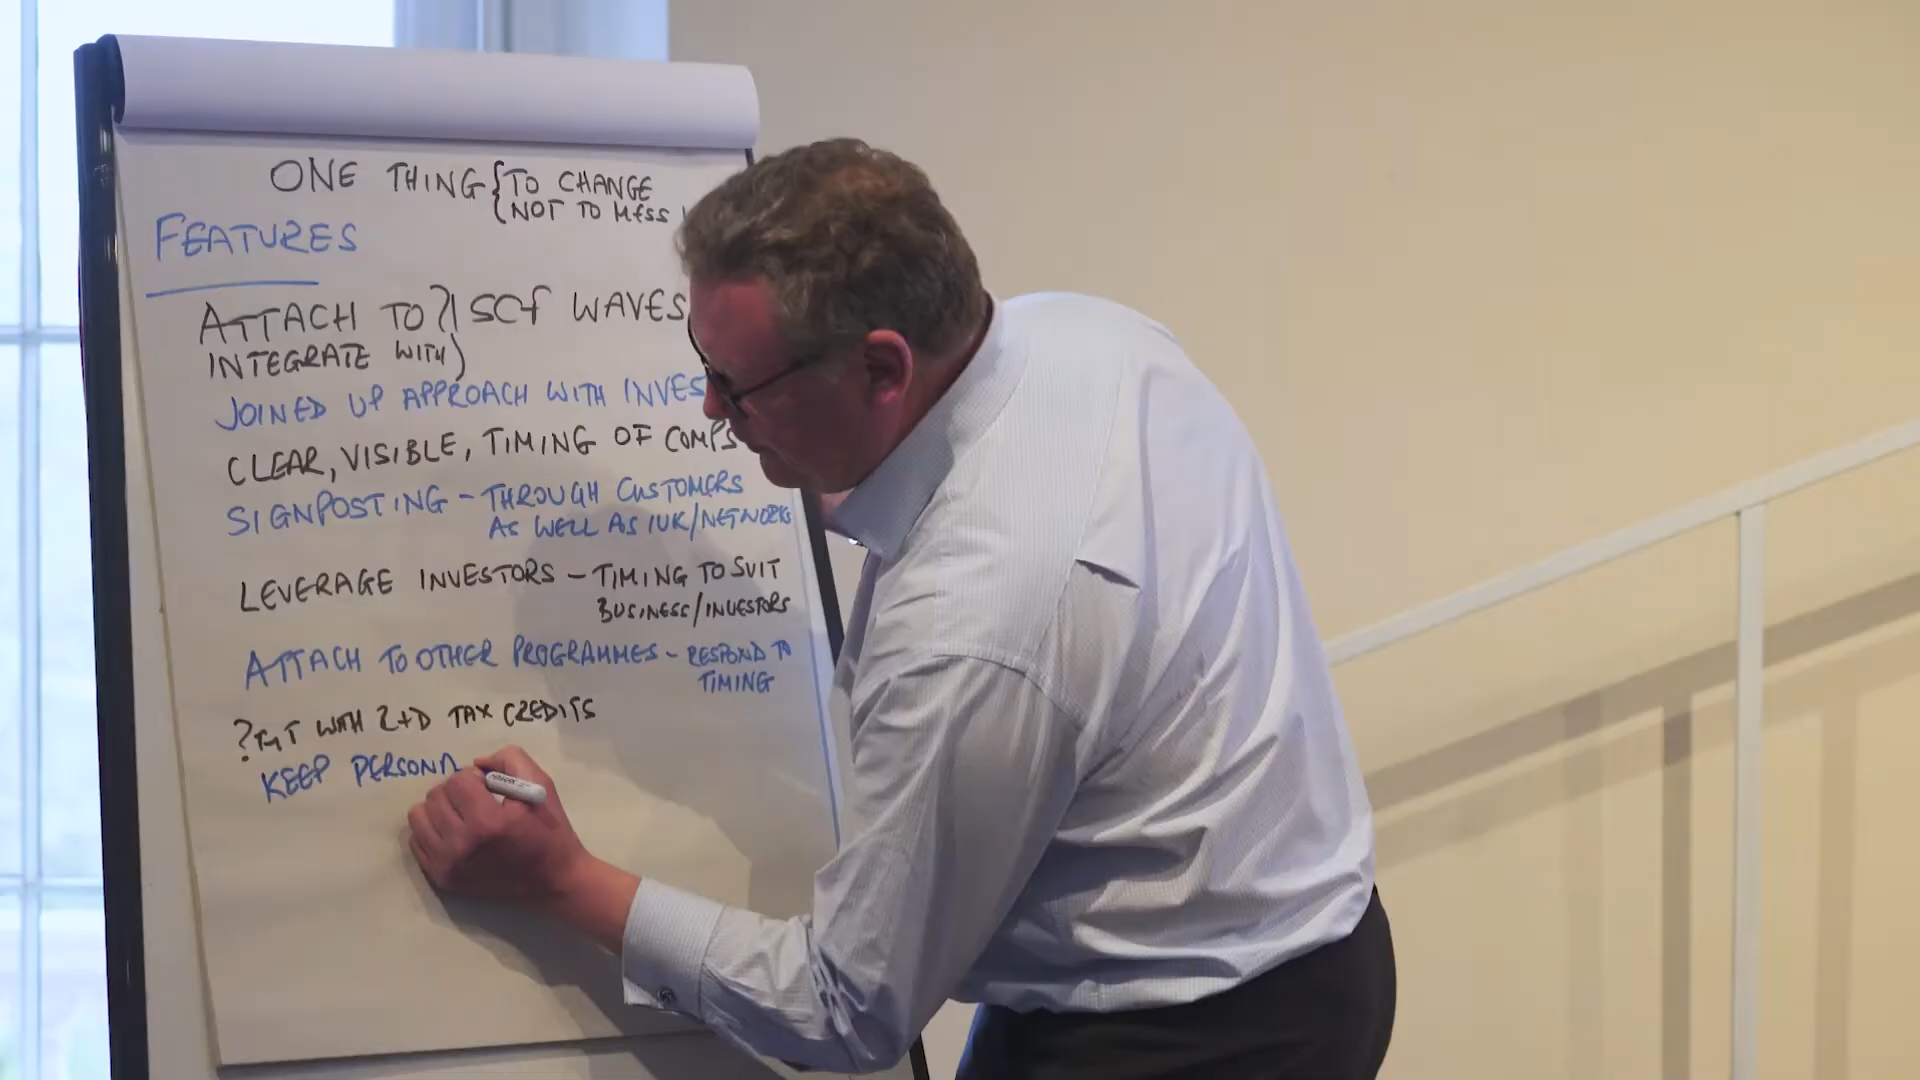 ONE THING { TO CHANGE
NOT TO MESS
FEATURES
ATTACH TO ?) SCF WAVES
INTEGRATE WITH )
JOINED UP APPROACH WITH INVES
CLEAR, VISIBLE, TIMING OF COMPS
SIGNPOSTING - THROUGH CUSTOMERS
AS WELL AS IUK/NETWORKS
LEVERAGE INVESTORS - TIMING TO SUIT
BUSINESS/INVESTORS
ATTACH TO OTHER PROGRAMMES - RESPOND TO
TIMING
? WITH R+D TAX CREDITS
KEEP PERSONA